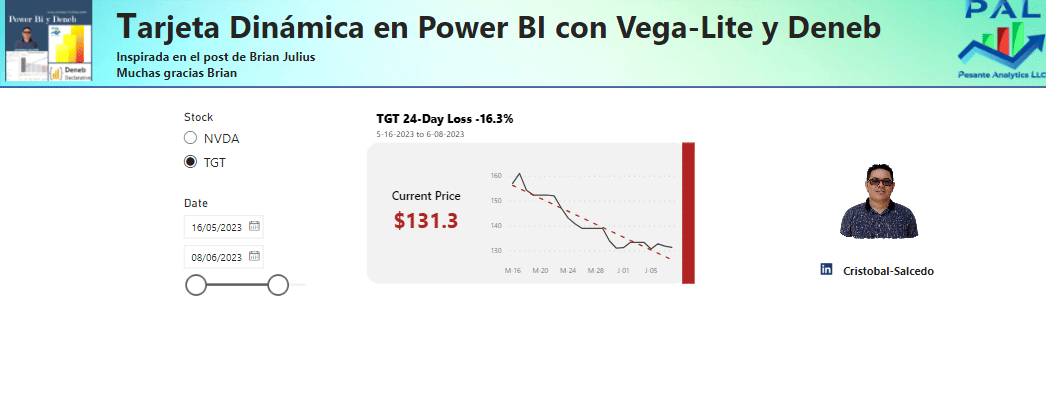 Power Bi y Deneb
Deneb
Declarative
Tarjeta Dinámica en Power BI con Vega-Lite y Deneb
Inspirada en el post de Brian Julius
Muchas gracias Brian
PAL
Pesante Analytics LLC
Stock
NVDA
TGT
Date
16/05/2023
08/06/2023
TGT 24-Day Loss -16.3%
5-16-2023 to 6-08-2023
Current Price
$131.3
160
150
140
130
M-16 M-20 M-24 M-28 J-01 J-05
in Cristobal-Salcedo